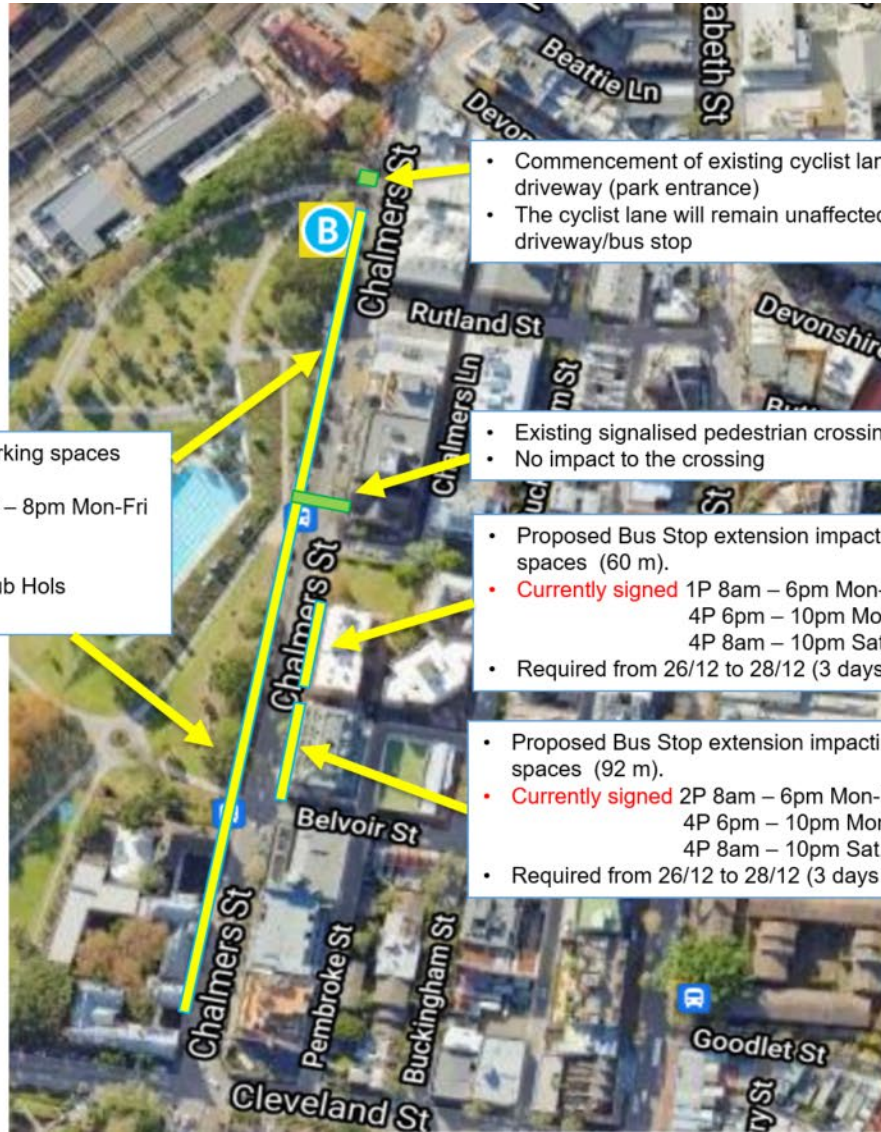 Beattie Ln
abeth St
Devon
Chalmers St
• Commencement of existing cyclist lan
driveway (park entrance)
• The cyclist lane will remain unaffected
driveway/bus stop
B
Rutland St
Devonshire
Chalmers Ln
m St
• Existing signalised pedestrian crossin
• No impact to the crossing
rking spaces
– 8pm Mon-Fri
ub Hols
St
• Proposed Bus Stop extension impact
spaces (60 m).
• Currently signed 1P 8am – 6pm Mon-
4P 6pm – 10pm Mo
4P 8am – 10pm Sat
• Required from 26/12 to 28/12 (3 days
Chalmers St
• Proposed Bus Stop extension impacti
spaces (92 m).
• Currently signed 2P 8am – 6pm Mon-
4P 6pm – 10pm Mon
4P 8am – 10pm Sat
• Required from 26/12 to 28/12 (3 days
Belvoir St
Chalmers St
Pembroke St
Buckingham St
Goodlet St
Cleveland St
ry St